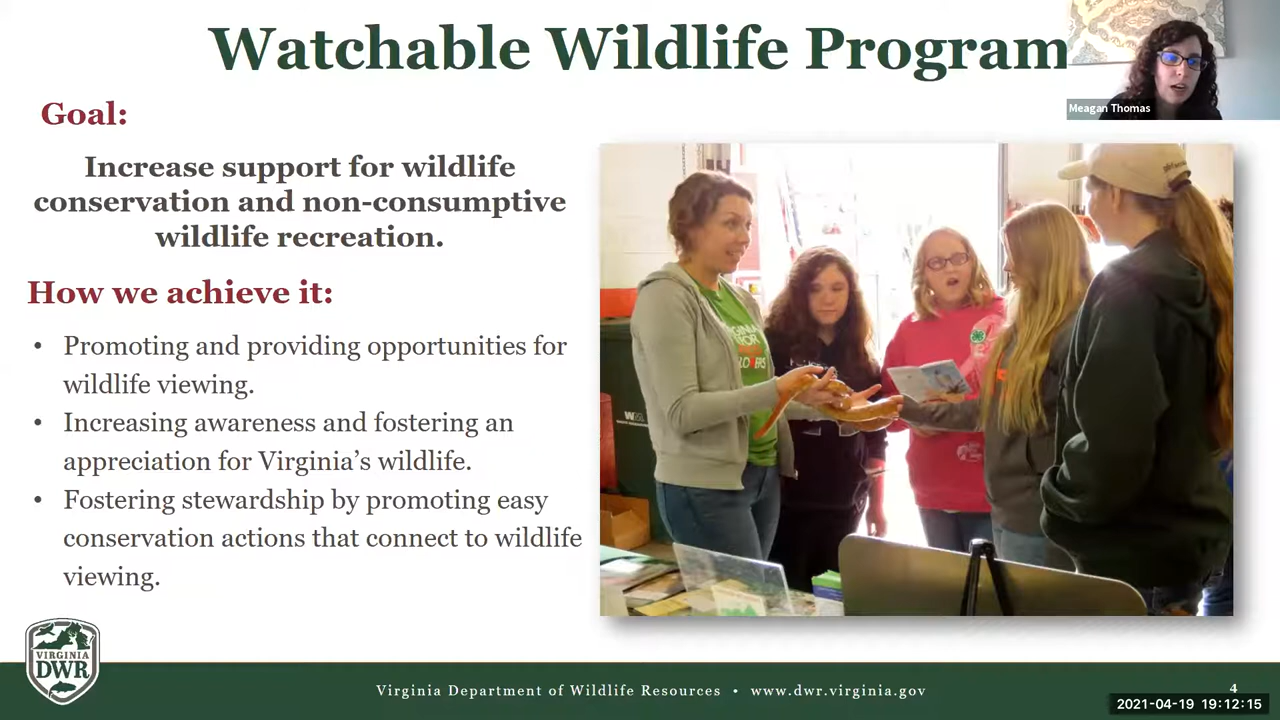 Watchable Wildlife Program
Meagan Thomas
Goal:
Increase support for wildlife
conservation and non-consumptive
wildlife recreation.
How we achieve it:
• Promoting and providing opportunities for
wildlife viewing.
• Increasing awareness and fostering an
appreciation for Virginia's wildlife.
• Fostering stewardship by promoting easy
conservation actions that connect to wildlife
viewing.
VIRGINIA
DWR
Virginia Department of Wildlife Resources • www.dwr.virginia.gov
4
2021-04-19 19:12:15